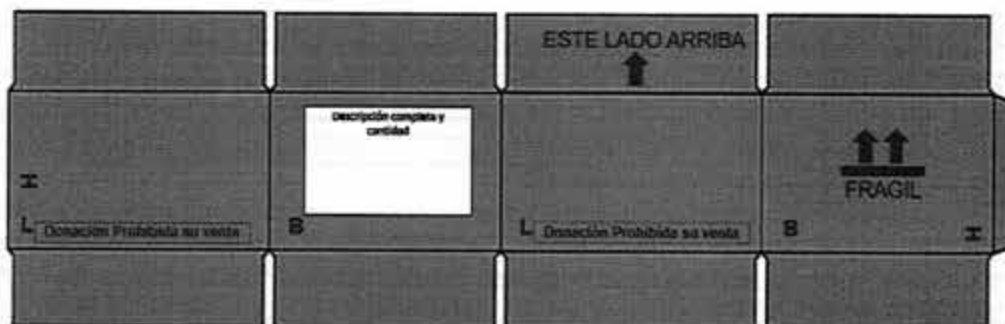 ESTE LADO ARRIBA
Descripción completa y
cantidad
H
L Donación Prohibida su venta
B
L Donación Prohibida su venta
FRAGIL
B
H